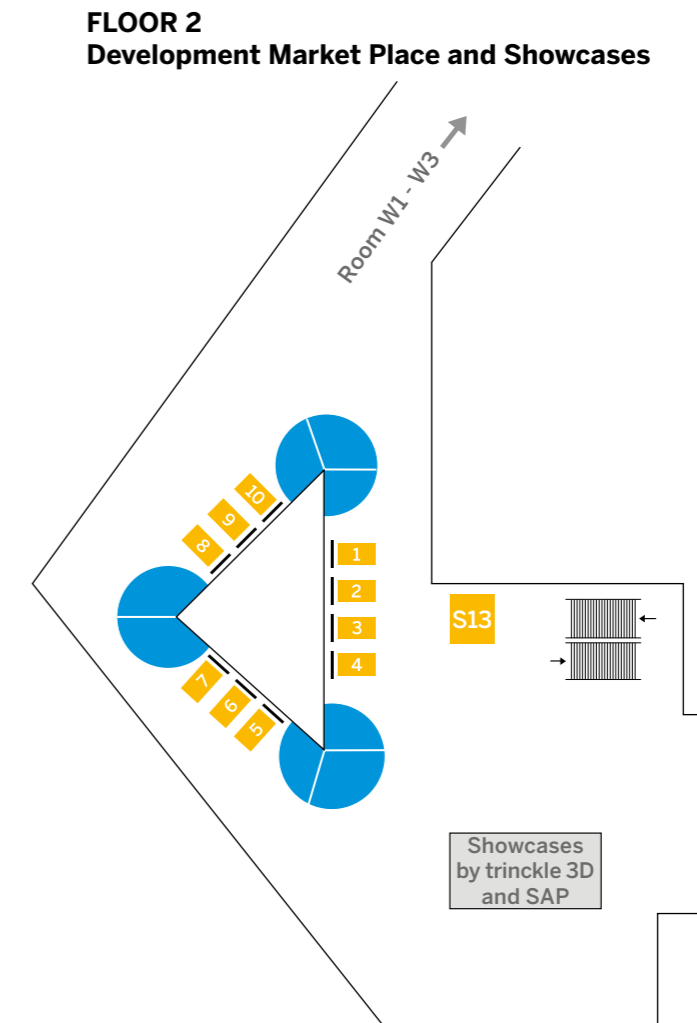 FLOOR 2
Development Market Place and Showcases
Room W1 - W3
10
9
8
1
2
3
4
S13
7
6
5
Showcases
by trinckle 3D
and SAP